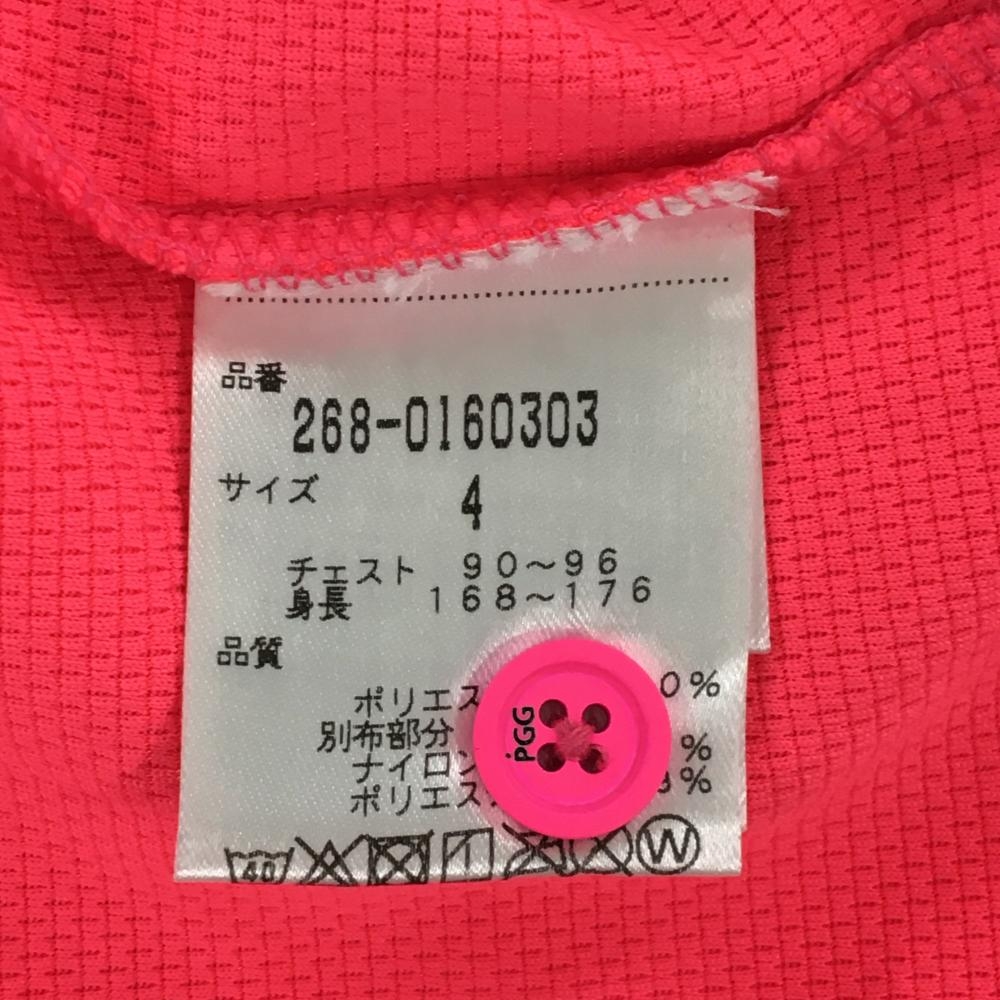 品番
268-0160303
サイズ 4
チェスト 90～96
身長 168～176
品質
ポリエス 0%
別布部分
ナイロン %
ポリエス %
PGG
40
W